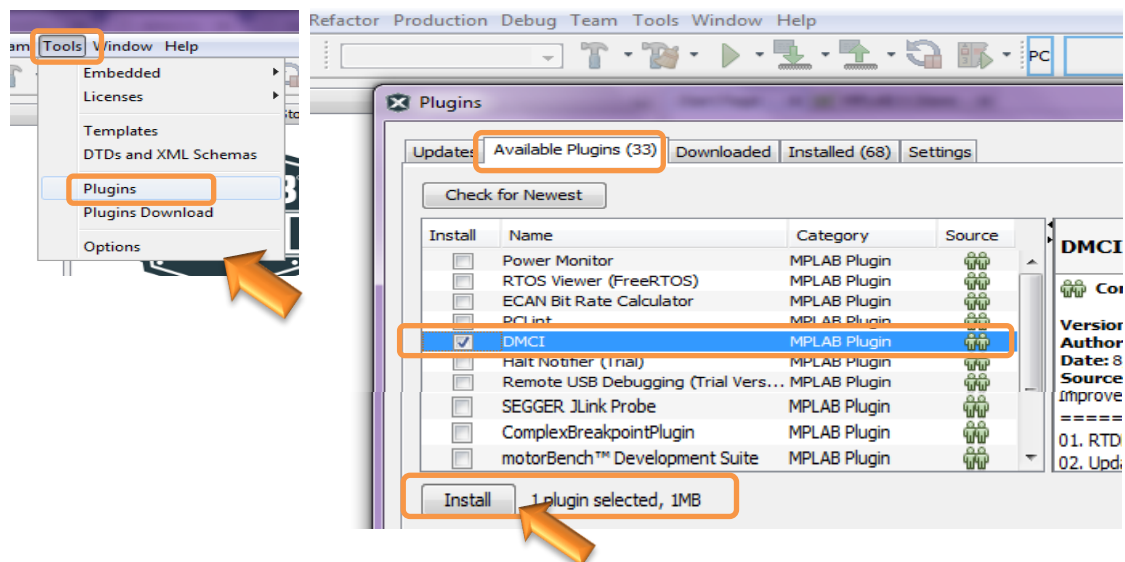 am Tools Window Help
Embedded
Licenses
Templates
DTDs and XML Schemas
Plugins
Plugins Download
Options
Refactor Production Debug Team Tools Window Help
PC
Plugins
Updates Available Plugins (33) Downloaded Installed (68) Settings
Check for Newest
Install Name Category Source
Power Monitor MPLAB Plugin
RTOS Viewer (FreeRTOS) MPLAB Plugin
ECAN Bit Rate Calculator MPLAB Plugin
PCLint MPLAB Plugin
DMCI MPLAB Plugin
Halt Notifier (Trial) MPLAB Plugin
Remote USB Debugging (Trial Vers... MPLAB Plugin
SEGGER JLink Probe MPLAB Plugin
ComplexBreakpointPlugin MPLAB Plugin
motorBench™ Development Suite MPLAB Plugin
DMCI
Cor
Version
Author
Date: 8
Source
Improve
=====
01. RTD
02. Upda
Install 1 plugin selected, 1MB